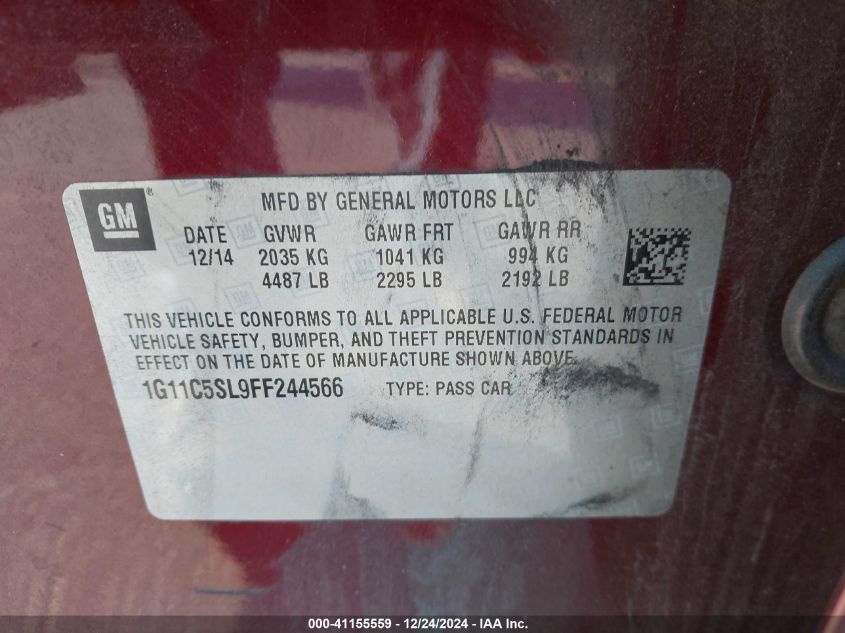 GM
MFD BY GENERAL MOTORS LLC
DATE GVWR GAWR FRT GAWR RR
12/14 2035 KG 1041 KG 994 KG
4487 LB 2295 LB 2192 LB
THIS VEHICLE CONFORMS TO ALL APPLICABLE U.S. FEDERAL MOTOR
VEHICLE SAFETY, BUMPER, AND THEFT PREVENTION STANDARDS IN
EFFECT ON THE DATE OF MANUFACTURE SHOWN ABOVE.
1G11C5SL9FF244566 TYPE: PASS CAR
000-41155559 - 12/24/2024 - IAA Inc.